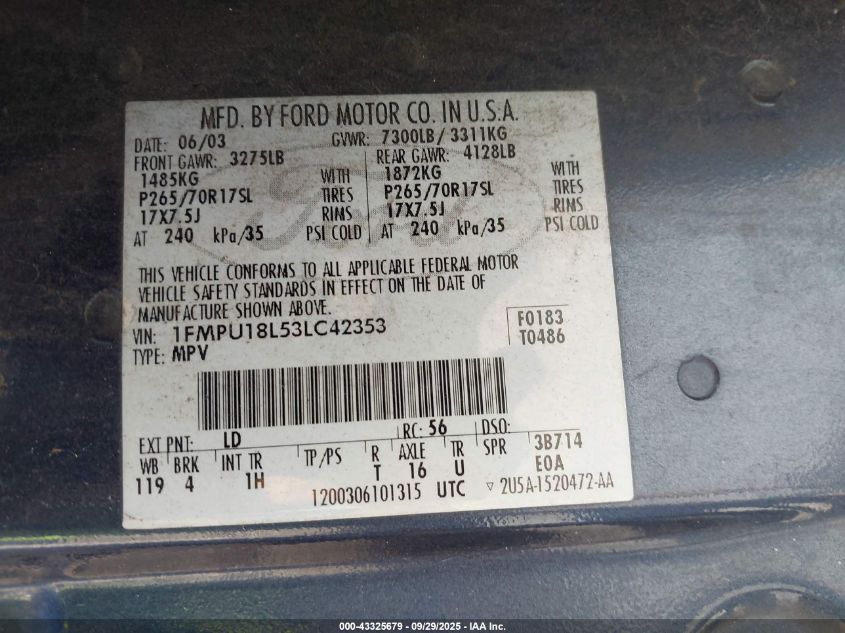 MFD. BY FORD MOTOR CO. IN U.S.A.
DATE: 06/03 GVWR: 7300LB/ 3311KG
FRONT GAWR: 3275LB REAR GAWR: 4128LB
1485KG WITH 1872KG WITH
P265/70R17SL TIRES P265/70R17SL TIRES
17X7.5J RIMS 17X7.5J RIMS
AT 240 kPa/35 PSI COLD AT 240 kPa/35 PSI COLD
Ford
THIS VEHICLE CONFORMS TO ALL APPLICABLE FEDERAL MOTOR
VEHICLE SAFETY STANDARDS IN EFFECT ON THE DATE OF
MANUFACTURE SHOWN ABOVE.
VIN: 1FMPU18L53LC42353 F0183
TYPE: MPV T0486
EXT PNT: LD RC: 56 DSO:
WB BRK INT TR TP/PS R AXLE TR SPR 3B714
119 4 1H T 16 U E0A
1200306101315 UTC ▽ 2U5A-1520472-AA
000-43325679 - 09/29/2025 - IAA Inc.